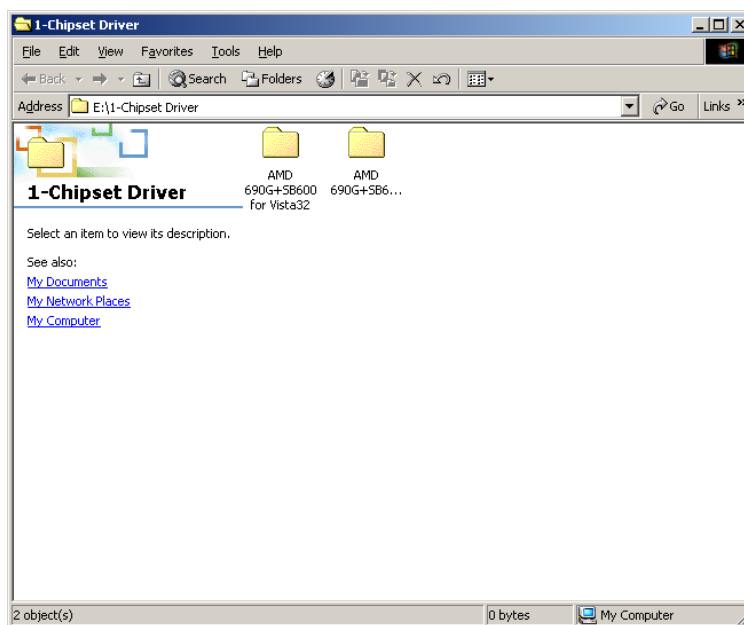 1-Chipset Driver
File Edit View Favorites Tools Help
Back Search Folders
Address E:\1-Chipset Driver Go Links »
AMD
690G+SB600
for Vista32
AMD
690G+SB6...
1-Chipset Driver
Select an item to view its description.
See also:
My Documents
My Network Places
My Computer
2 object(s) 0 bytes My Computer